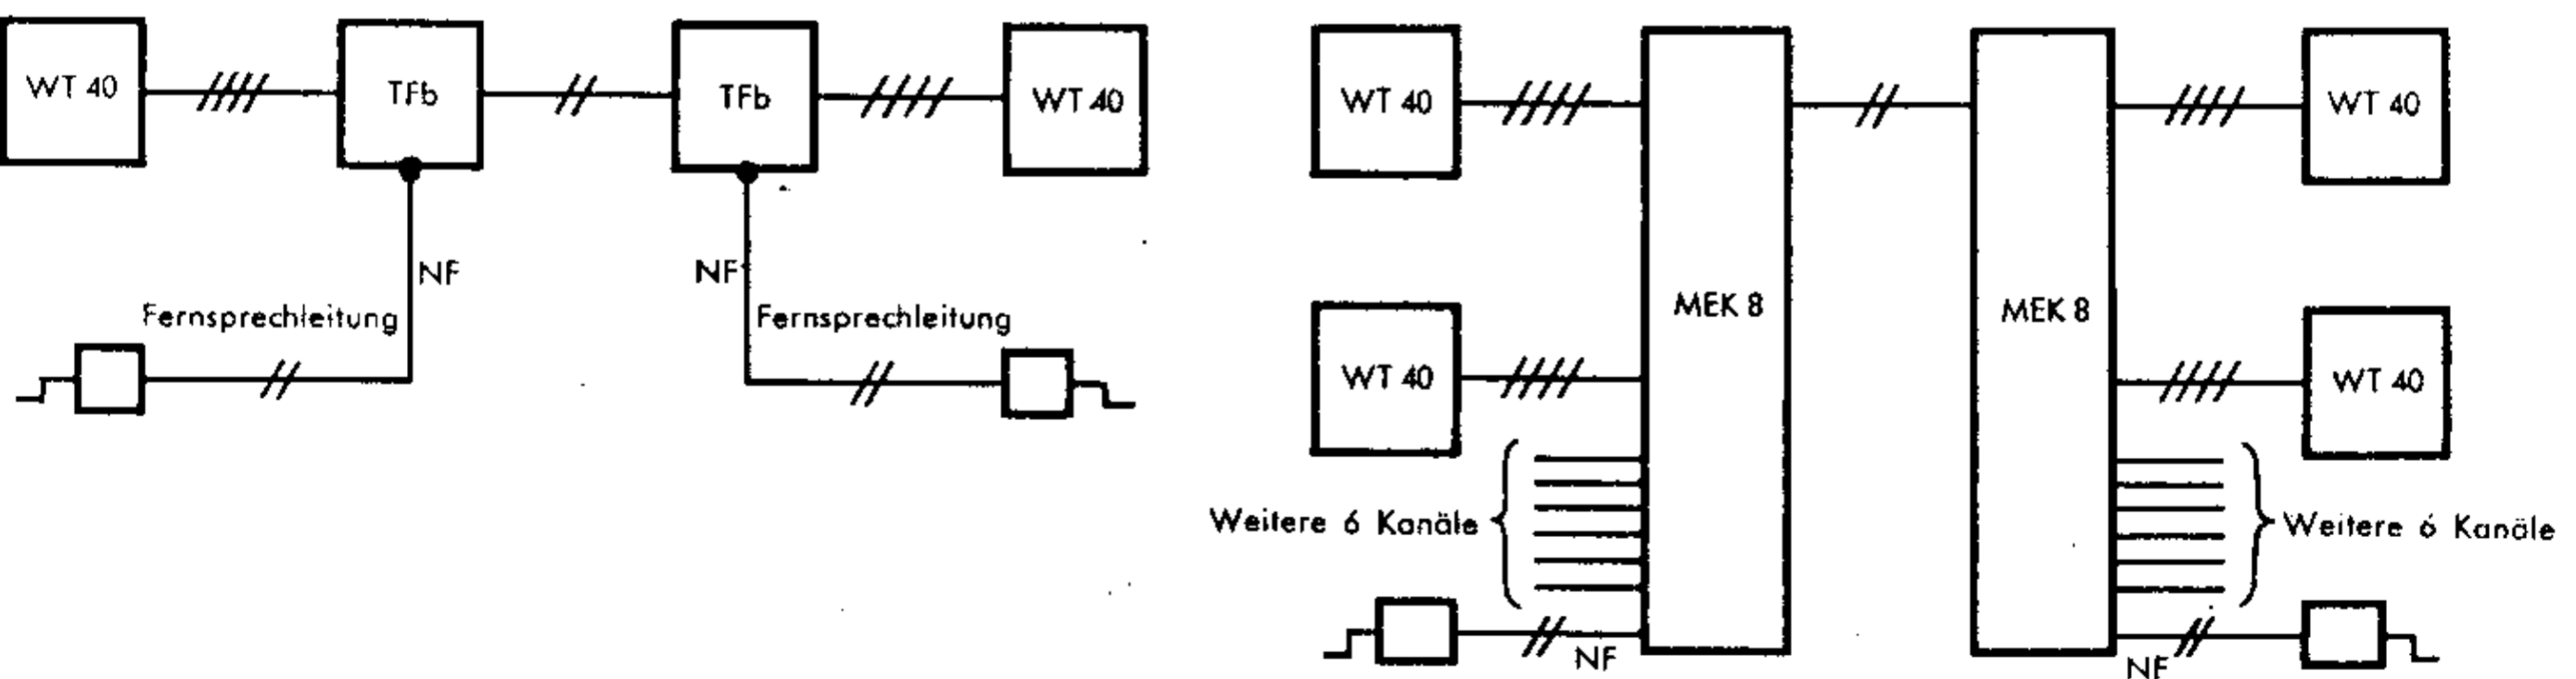 WT 40
TFb
TFb
WT 40
NF
NF
Fernsprechleitung
Fernsprechleitung
WT 40
MEK 8
MEK 8
WT 40
WT 40
WT 40
Weitere 6 Kanäle
Weitere 6 Kanäle
NF
NF